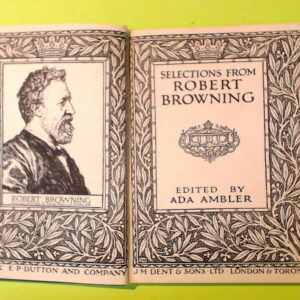 ROBERT BROWNING
E·P·DUTTON AND COMPANY
SELECTIONS FROM
ROBERT
BROWNING
EDITED BY
ADA AMBLER
J·M·DENT & SONS LTD·LONDON & TORO